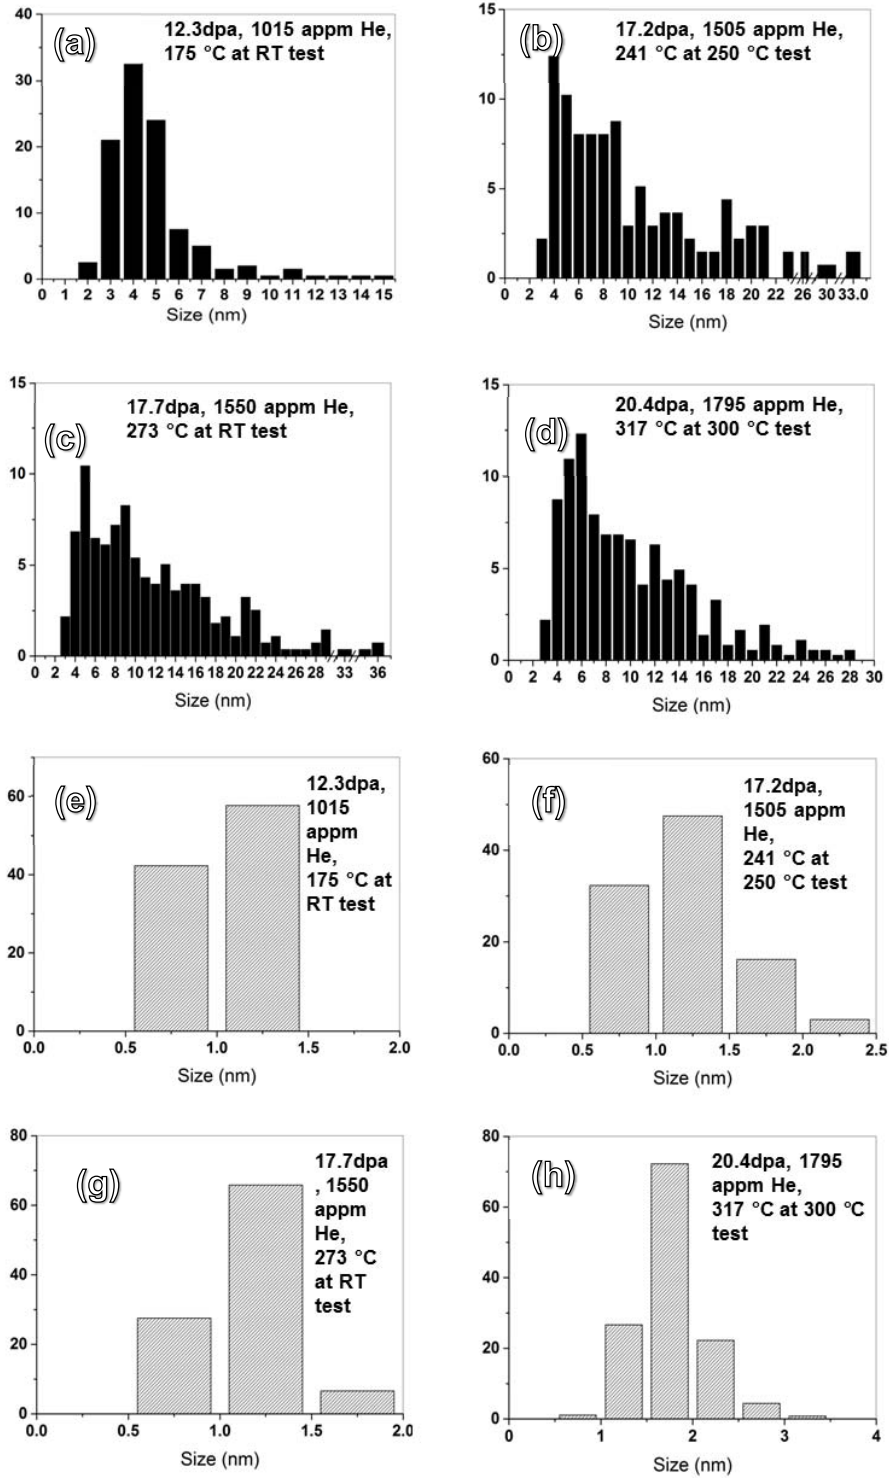 (a)
12.3dpa, 1015 appm He,
175 °C at RT test
40
30
20
10
0
0 1 2 3 4 5 6 7 8 9 10 11 12 13 14 15
Size (nm)
(b)
17.2dpa, 1505 appm He,
241 °C at 250 °C test
15
10
5
0
0 2 4 6 8 10 12 14 16 18 20 22 26 30 33.0
Size (nm)
(c)
17.7dpa, 1550 appm He,
273 °C at RT test
15
10
5
0
0 2 4 6 8 10 12 14 16 18 20 22 24 26 28 33 36
Size (nm)
(d)
20.4dpa, 1795 appm He,
317 °C at 300 °C test
15
10
5
0
0 2 4 6 8 10 12 14 16 18 20 22 24 26 28 30
Size (nm)
(e)
12.3dpa,
1015
appm
He,
175 °C at
RT test
60
40
20
0
0.0 0.5 1.0 1.5 2.0
Size (nm)
(f)
17.2dpa,
1505 appm
He,
241 °C at
250 °C test
60
40
20
0
0.0 0.5 1.0 1.5 2.0 2.5
Size (nm)
(g)
17.7dpa
, 1550
appm
He,
273 °C
at RT
test
80
60
40
20
0
0.0 0.5 1.0 1.5 2.0
Size (nm)
(h)
20.4dpa, 1795
appm He,
317 °C at 300 °C
test
80
60
40
20
0
0 1 2 3 4
Size (nm)